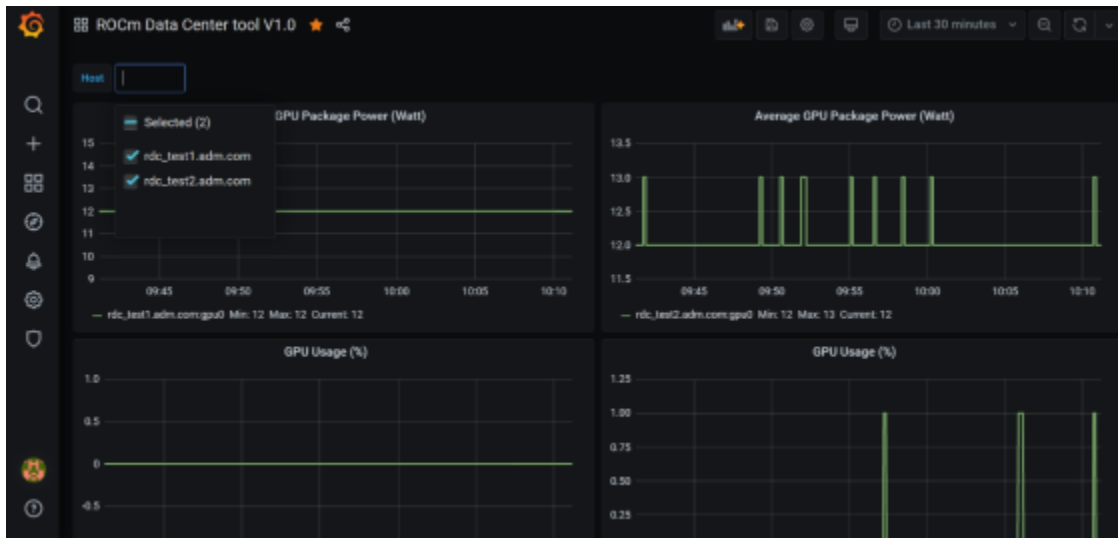 ROCm Data Center tool V1.0
Last 30 minutes
Host
Selected (2)
rdc_test1.adm.com
rdc_test2.adm.com
GPU Package Power (Watt)
15
14
13
12
11
10
9
09:45 09:50 09:55 10:00 10:05 10:10
rdc_test1.adm.com:gpu0 Min: 12 Max: 12 Current: 12
Average GPU Package Power (Watt)
13.5
13.0
12.5
12.0
11.5
09:45 09:50 09:55 10:00 10:05 10:10
rdc_test2.adm.com:gpu0 Min: 12 Max: 13 Current: 12
GPU Usage (%)
1.0
0.5
0
-0.5
GPU Usage (%)
1.25
1.00
0.75
0.50
0.25